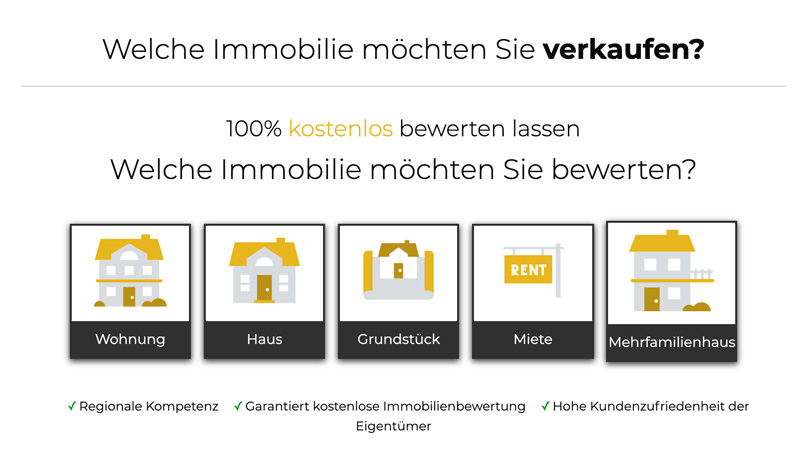 Welche Immobilie möchten Sie verkaufen?
100% kostenlos bewerten lassen
Welche Immobilie möchten Sie bewerten?
RENT
Wohnung
Haus
Grundstück
Miete
Mehrfamilienhaus
✓ Regionale Kompetenz ✓ Garantiert kostenlose Immobilienbewertung ✓ Hohe Kundenzufriedenheit der
Eigentümer